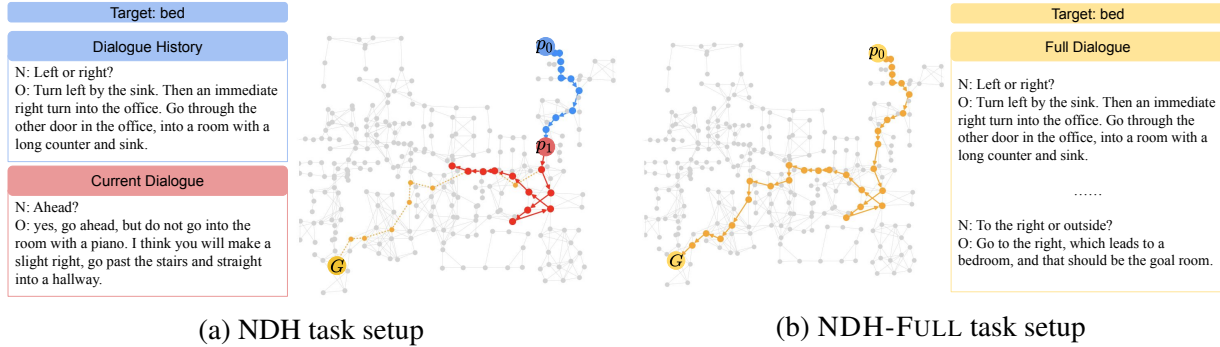 Target: bed
Dialogue History
N: Left or right?
O: Turn left by the sink. Then an immediate
right turn into the office. Go through the
other door in the office, into a room with a
long counter and sink.
Current Dialogue
N: Ahead?
O: yes, go ahead, but do not go into the
room with a piano. I think you will make a
slight right, go past the stairs and straight
into a hallway.
p0
p1
G
(a) NDH task setup
p0
G
Target: bed
Full Dialogue
N: Left or right?
O: Turn left by the sink. Then an immediate
right turn into the office. Go through the
other door in the office, into a room with a
long counter and sink.
......
N: To the right or outside?
O: Go to the right, which leads to a
bedroom, and that should be the goal room.
(b) NDH-FULL task setup